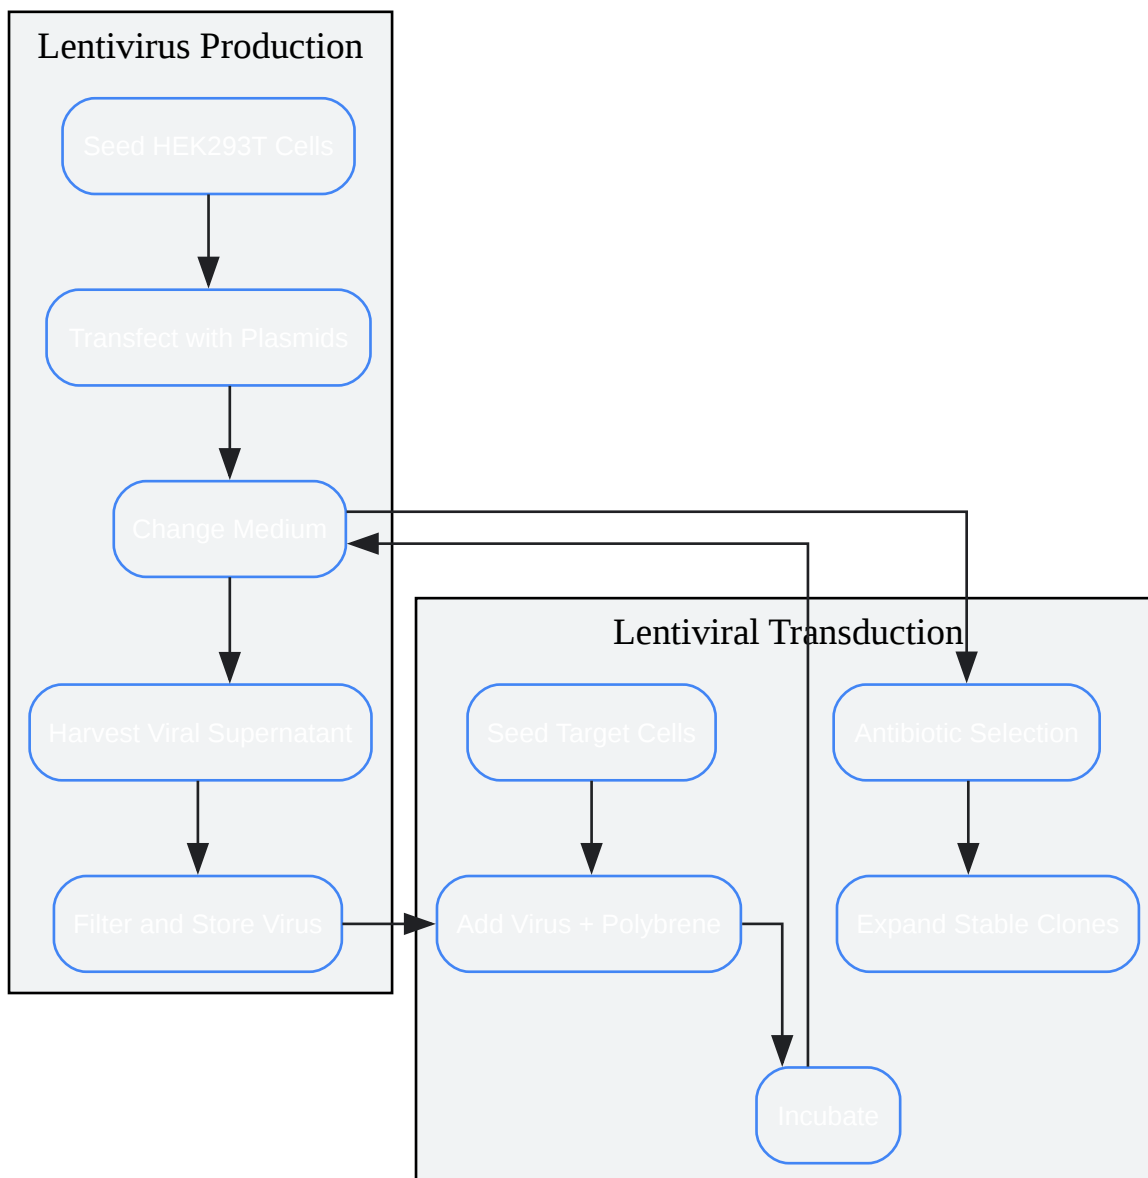 Lentivirus Production
Seed HEK293T Cells
Transfect with Plasmids
Change Medium
Harvest Viral Supernatant
Filter and Store Virus
Lentiviral Transduction
Seed Target Cells
Antibiotic Selection
Add Virus + Polybrene
Expand Stable Clones
Incubate